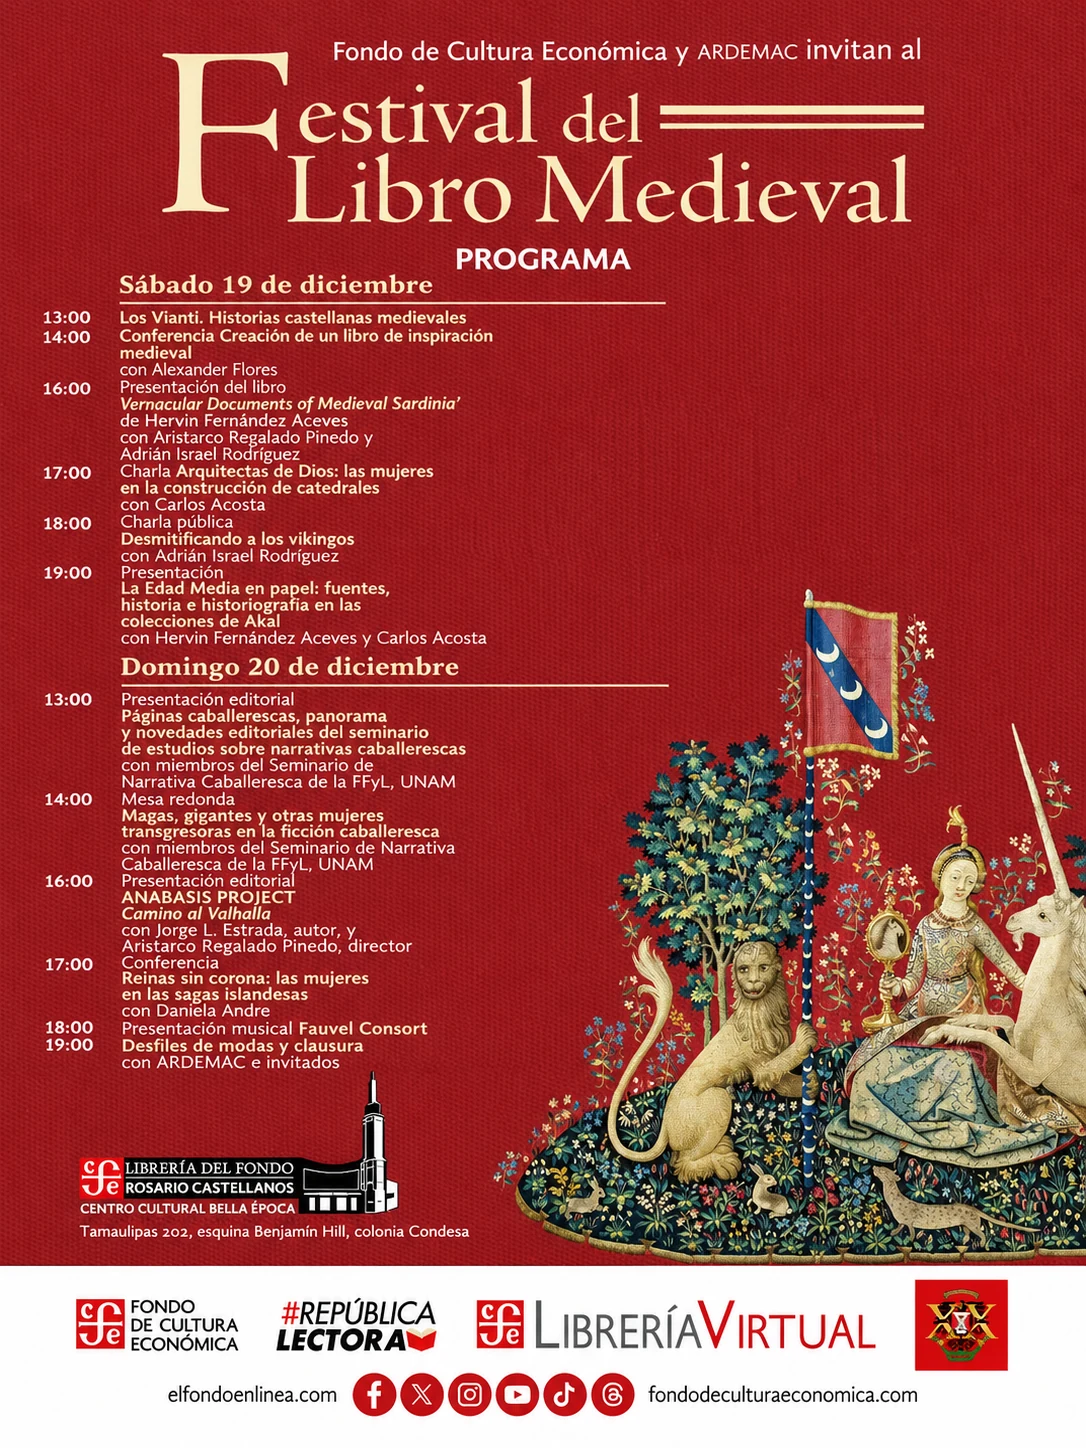 Fondo de Cultura Económica y ARDEMAC invitan al
Festival del
Libro Medieval
PROGRAMA
Sábado 19 de diciembre
13:00 Los Vianti. Historias castellanas medievales
14:00 Conferencia Creación de un libro de inspiración
medieval
con Alexander Flores
16:00 Presentación del libro
Vernacular Documents of Medieval Sardinia'
de Hervin Fernández Aceves
con Aristarco Regalado Pinedo y
Adrián Israel Rodríguez
17:00 Charla Arquitectas de Dios: las mujeres
en la construcción de catedrales
con Carlos Acosta
18:00 Charla pública
Desmitificando a los vikingos
con Adrián Israel Rodríguez
19:00 Presentación
La Edad Media en papel: fuentes,
historia e historiografia en las
colecciones de Akal
con Hervin Fernández Aceves y Carlos Acosta
Domingo 20 de diciembre
13:00 Presentación editorial
Páginas caballerescas, panorama
y novedades editoriales del seminario
de estudios sobre narrativas caballerescas
con miembros del Seminario de
Narrativa Caballeresca de la FFyL, UNAM
14:00 Mesa redonda
Magas, gigantes y otras mujeres
transgresoras en la ficción caballeresca
con miembros del Seminario de Narrativa
Caballeresca de la FFyL, UNAM
16:00 Presentación editorial
ANABASIS PROJECT
Camino al Valhalla
con Jorge L. Estrada, autor, y
Aristarco Regalado Pinedo, director
17:00 Conferencia
Reinas sin corona: las mujeres
en las sagas islandesas
con Daniela Andre
18:00 Presentación musical Fauvel Consort
19:00 Desfiles de modas y clausura
con ARDEMAC e invitados
cfe LIBRERÍA DEL FONDO
ROSARIO CASTELLANOS
CENTRO CULTURAL BELLA ÉPOCA
Tamaulipas 202, esquina Benjamín Hill, colonia Condesa
cfe FONDO
DE CULTURA
ECONÓMICA
#REPÚBLICA
LECTORA
cfe LIBRERÍAVIRTUAL
elfondoenlinea.com
fondodeculturaeconomica.com